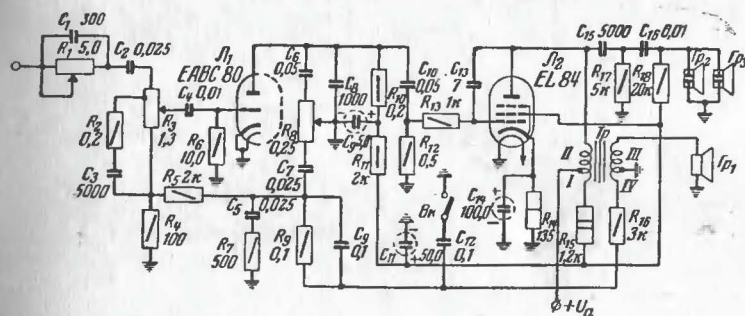 C₁ 300
R₁ 5,0
C₂ 0,025
R₂ 0,2
C₃ 5000
R₃ 1,3
C₄ 0,01
R₄ 100
R₅ 2к
R₆ 10,0
C₅ 0,025
R₇ 500
Л₁
EABC 80
C₆ 0,05
R₈ 0,25
C₇ 0,025
R₉ 0,1
C₈ 1000
C₉ 50
C₉ 0,1
R₁₀ 0,2
R₁₁ 2к
C₁₁ 50,0
C₁₀ 0,05
R₁₂ 0,5
R₁₃ 1к
Вк
C₁₂ 0,1
C₁₃ 7
Л₂
EL 84
C₁₄ 100,0
R₁₄ 135
C₁₅ 5000
C₁₆ 0,01
R₁₇ 5к
R₁₈ 20к
Гр₂
Гр₃
Тр
II
I
III
IV
Гр₁
R₁₅ 1,2к
R₁₆ 3к
+Uₐ